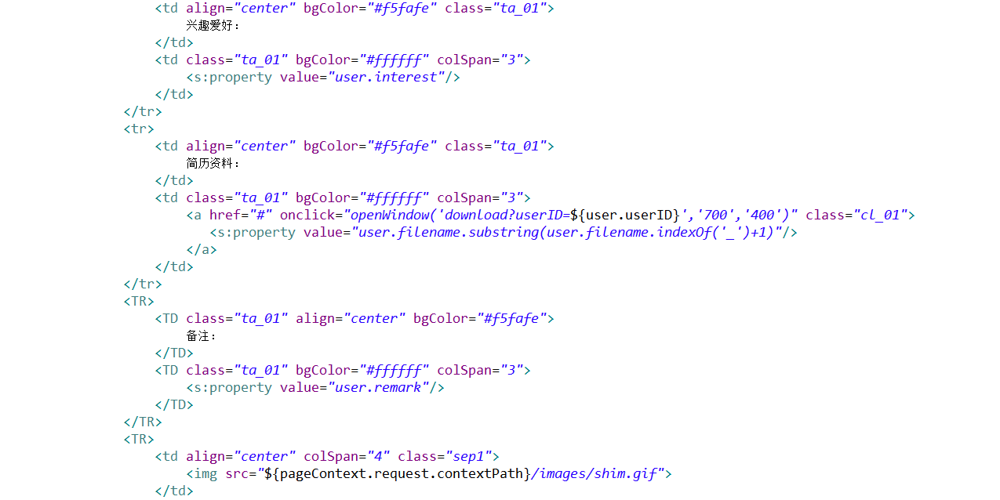 <td align="center" bgColor="#f5fafe" class="ta_01">
兴趣爱好：
</td>
<td class="ta_01" bgColor="#ffffff" colSpan="3">
<s:property value="user.interest"/>
</td>
</tr>
<tr>
<td align="center" bgColor="#f5fafe" class="ta_01">
简历资料：
</td>
<td class="ta_01" bgColor="#ffffff" colSpan="3">
<a href="#" onclick="openWindow('download?userID=${user.userID}','700','400')" class="cl_01">
<s:property value="user.filename.substring(user.filename.indexOf('_')+1)"/>
</a>
</td>
</tr>
<TR>
<TD class="ta_01" align="center" bgColor="#f5fafe">
备注：
</TD>
<TD class="ta_01" bgColor="#ffffff" colSpan="3">
<s:property value="user.remark"/>
</TD>
</TR>
<TR>
<td align="center" colSpan="4" class="sep1">
<img src="${pageContext.request.contextPath}/images/shim.gif">
</td>